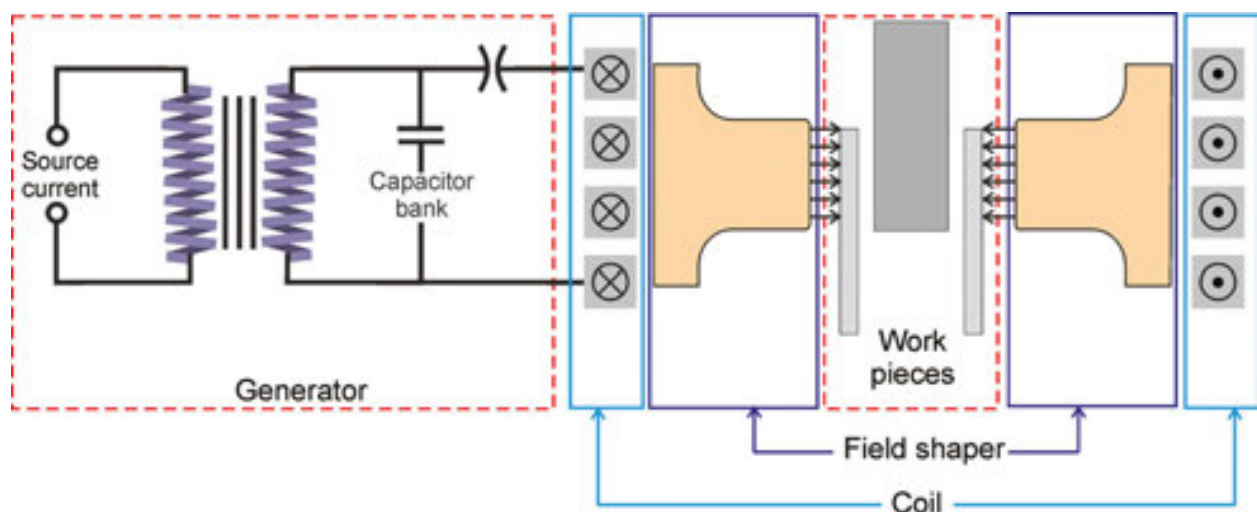 Source
current
Capacitor
bank
Generator
Work
pieces
Field shaper
Coil